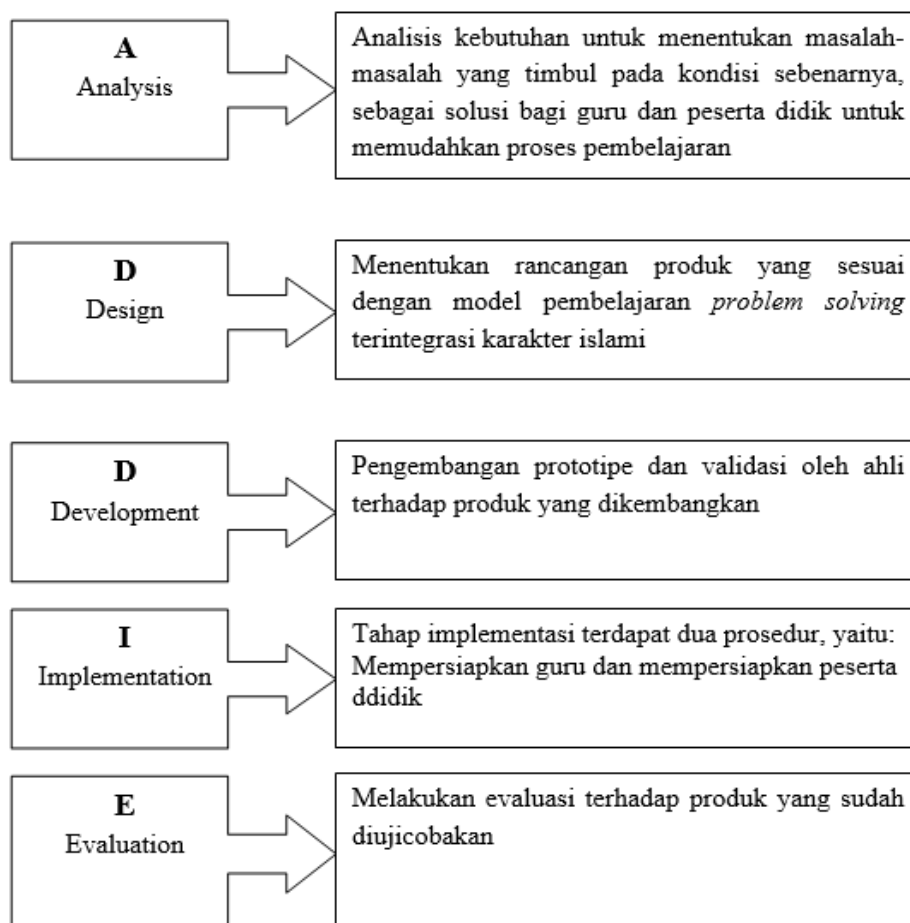 A
Analysis
Analisis kebutuhan untuk menentukan masalah-
masalah yang timbul pada kondisi sebenarnya,
sebagai solusi bagi guru dan peserta didik untuk
memudahkan proses pembelajaran
D
Design
Menentukan rancangan produk yang sesuai
dengan model pembelajaran problem solving
terintegrasi karakter islami
D
Development
Pengembangan prototipe dan validasi oleh ahli
terhadap produk yang dikembangkan
I
Implementation
Tahap implementasi terdapat dua prosedur, yaitu:
Mempersiapkan guru dan mempersiapkan peserta
ddidik
E
Evaluation
Melakukan evaluasi terhadap produk yang sudah
diujicobakan